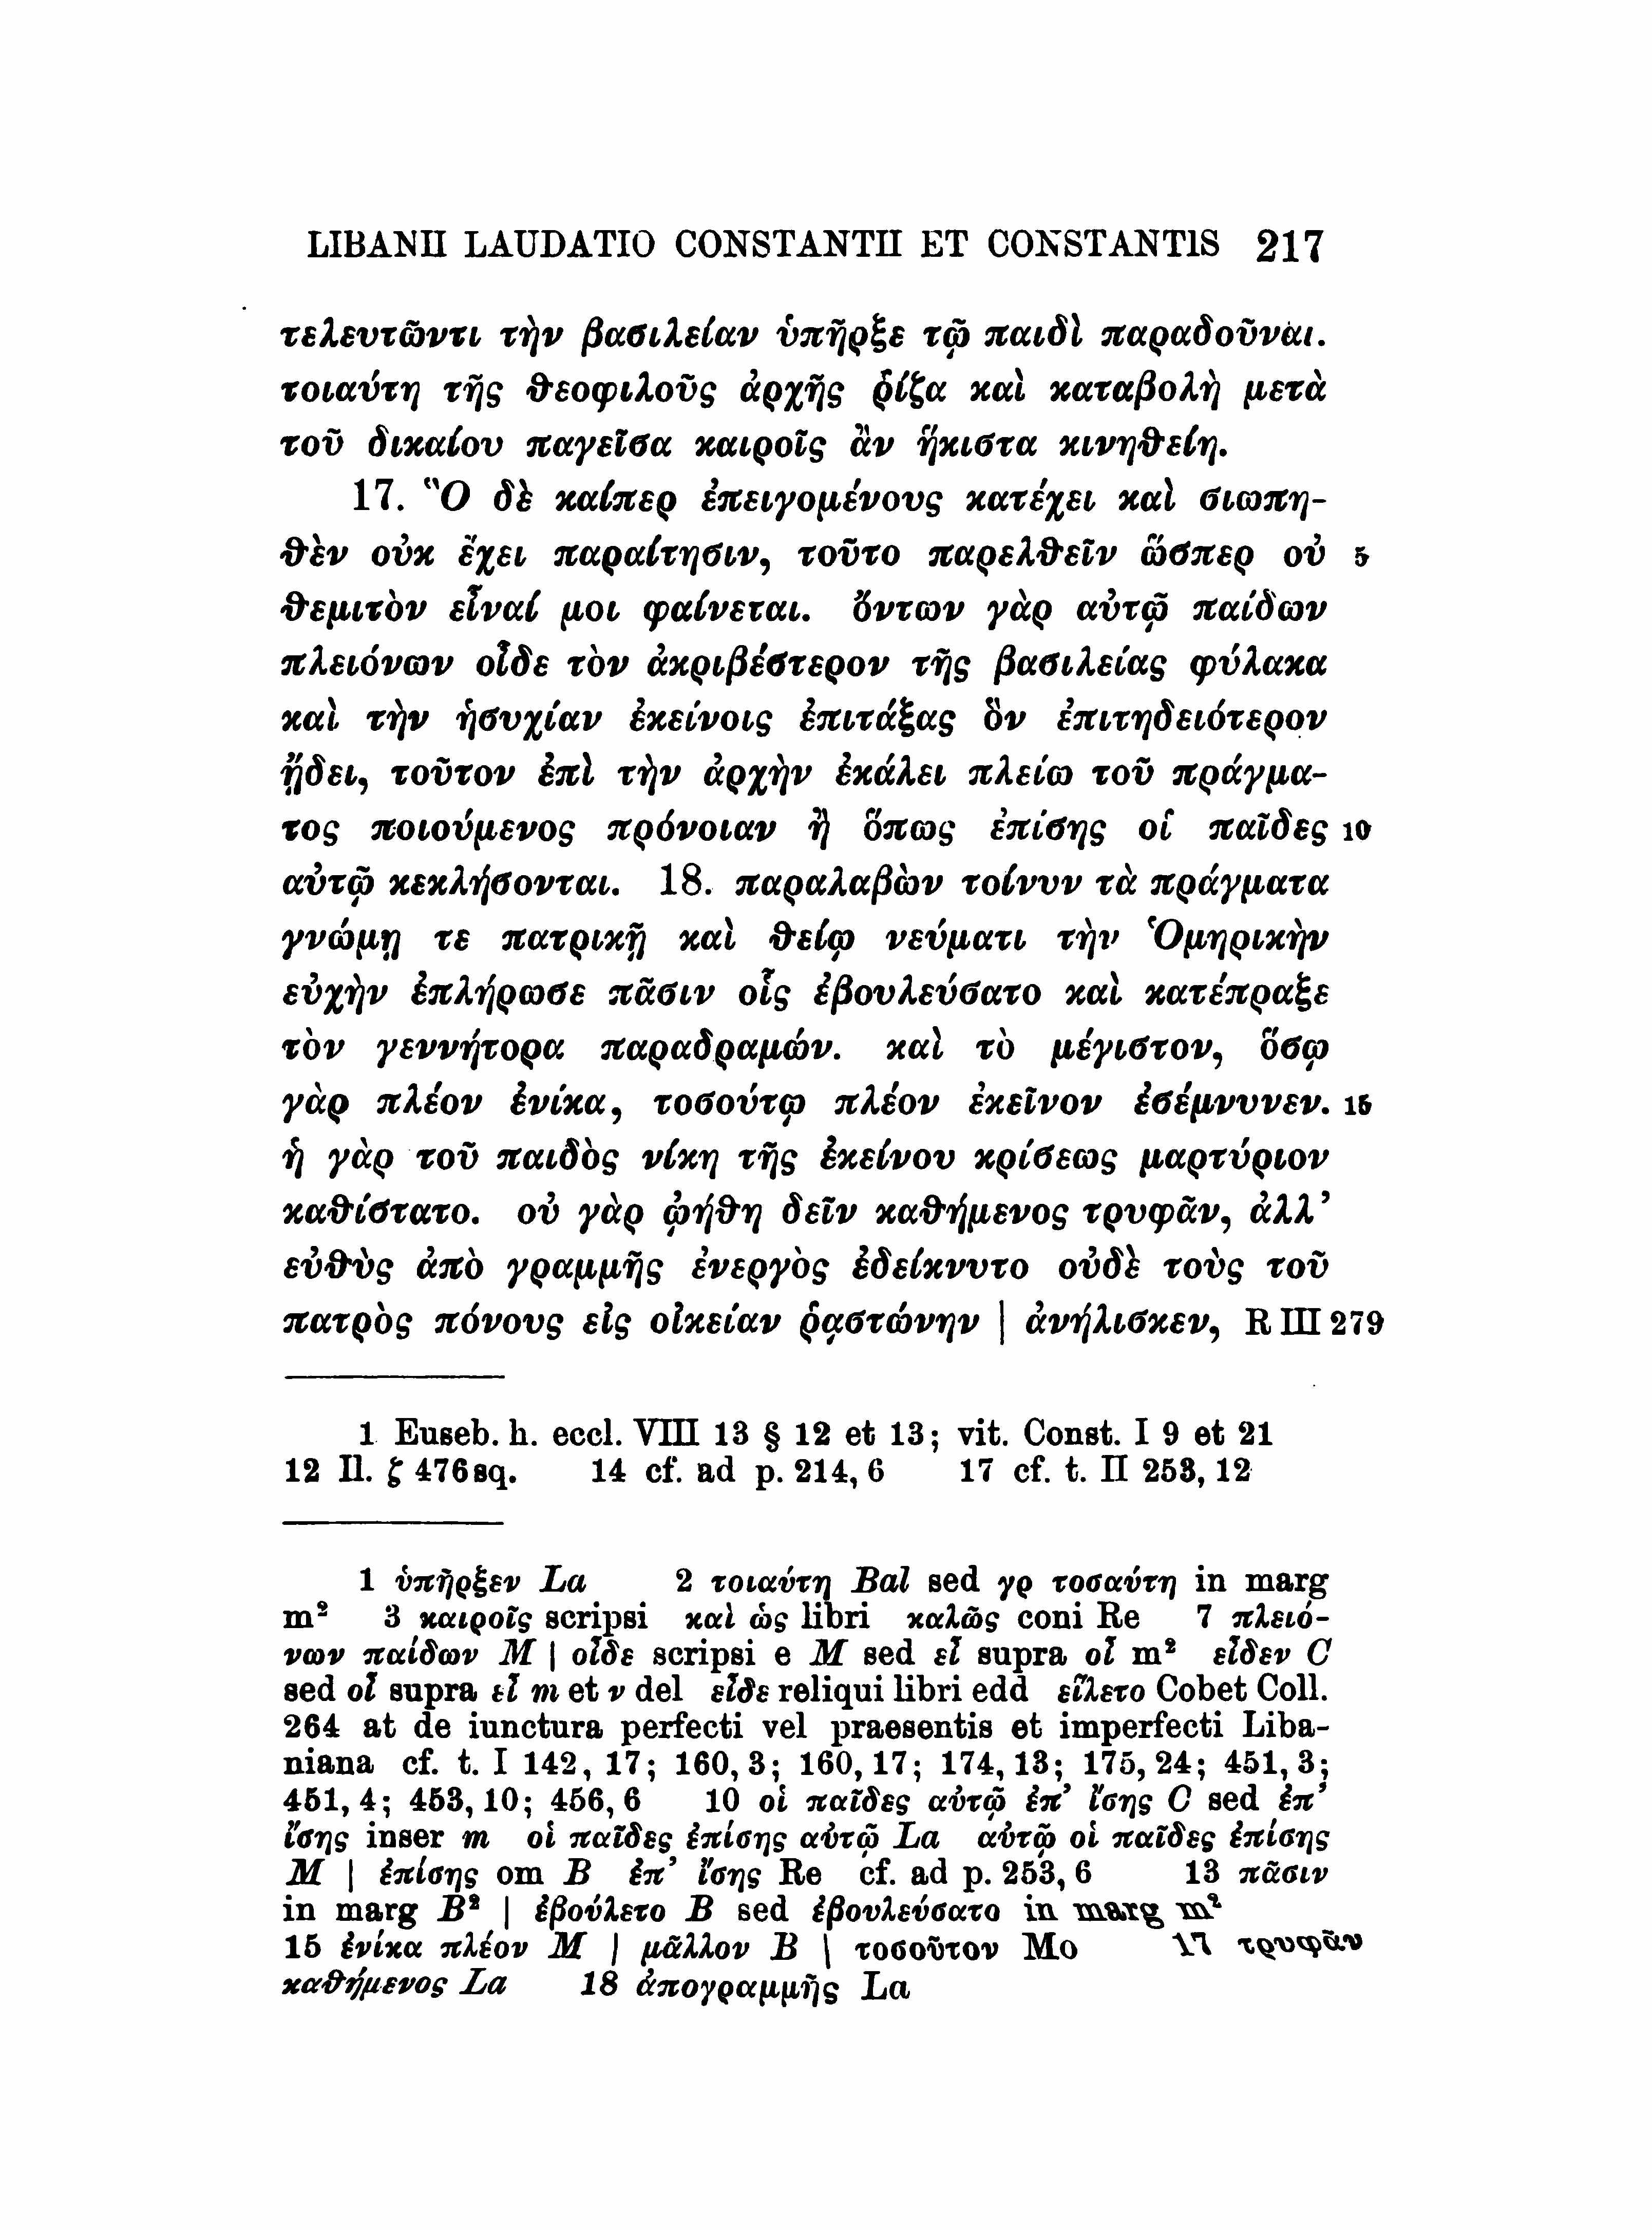 LIBANII LAUDATIO CONSTANTII ET CONSTANTIS 217
τελευτῶντι τὴν βασιλείαν ὑπῆρξε τῷ παιδὶ παραδοῦναι.
τοιαύτη τῆς θεοφιλοῦς ἀρχῆς ῥίζα καὶ καταβολὴ μετὰ
τοῦ δικαίου παγεῖσα καιροῖς ἂν ἥκιστα κινηθείη.
17. Ὃ δὲ καίπερ ἐπειγομένους κατέχει καὶ σιωπη-
θὲν οὐκ ἔχει παραίτησιν, τοῦτο παρελθεῖν ὥσπερ οὐ 5
θεμιτὸν εἶναί μοι φαίνεται. ὄντων γὰρ αὐτῷ παίδων
πλειόνων οἶδε τὸν ἀκριβέστερον τῆς βασιλείας φύλακα
καὶ τὴν ἡσυχίαν ἐκείνοις ἐπιτάξας ὃν ἐπιτηδειότερον
ᾔδει, τοῦτον ἐπὶ τὴν ἀρχὴν ἐκάλει πλείω τοῦ πράγμα-
τος ποιούμενος πρόνοιαν ἢ ὅπως ἐπίσης οἱ παῖδες 10
αὐτῷ κεκλήσονται. 18. παραλαβὼν τοίνυν τὰ πράγματα
γνώμῃ τε πατρικῇ καὶ θείῳ νεύματι τὴν Ὁμηρικὴν
εὐχὴν ἐπλήρωσε πᾶσιν οἷς ἐβουλεύσατο καὶ κατέπραξε
τὸν γεννήτορα παραδραμών. καὶ τὸ μέγιστον, ὅσῳ
γὰρ πλέον ἐνίκα, τοσούτῳ πλέον ἐκεῖνον ἐσέμνυνεν. 15
ἡ γὰρ τοῦ παιδὸς νίκη τῆς ἐκείνου κρίσεως μαρτύριον
καθίστατο. οὐ γὰρ ᾠήθη δεῖν καθήμενος τρυφᾶν, ἀλλ’
εὐθὺς ἀπὸ γραμμῆς ἐνεργὸς ἐδείκνυτο οὐδὲ τοὺς τοῦ
πατρὸς πόνους εἰς οἰκείαν ῥᾳστώνην | ἀνήλισκεν, R III 279
1 Euseb. h. eccl. VIII 13 § 12 et 13; vit. Const. I 9 et 21
12 Il. ζ 476 sq. 14 cf. ad p. 214, 6 17 cf. t. II 253, 12
1 ὑπῆρξεν La 2 τοιαύτη Bal sed γρ τοσαύτη in marg
m² 3 καιροῖς scripsi καὶ ὡς libri καλῶς coni Re 7 πλειό-
νων παίδων M | οἶδε scripsi e M sed εἶ supra οἶ m² εἶδεν C
sed οἶ supra εἶ m et ν del εἶδε reliqui libri edd εἵλετο Cobet Coll.
264 at de iunctura perfecti vel praesentis et imperfecti Liba-
niana cf. t. I 142, 17; 160, 3; 160, 17; 174, 13; 175, 24; 451, 3;
451, 4; 453, 10; 456, 6 10 οἱ παῖδες αὐτῷ ἐπ’ ἴσης C sed ἐπ’
ἴσης inser m οἱ παῖδες ἐπίσης αὐτῷ La αὐτῷ οἱ παῖδες ἐπίσης
M | ἐπίσης om B ἐπ’ ἴσης Re cf. ad p. 253, 6 13 πᾶσιν
in marg B² | ἐβούλετο B sed ἐβουλεύσατο in marg m²
15 ἐνίκα πλέον M | μᾶλλον B | τοσοῦτον Mo 17 τρυφᾶν
καθήμενος La 18 ἀπογραμμῆς La